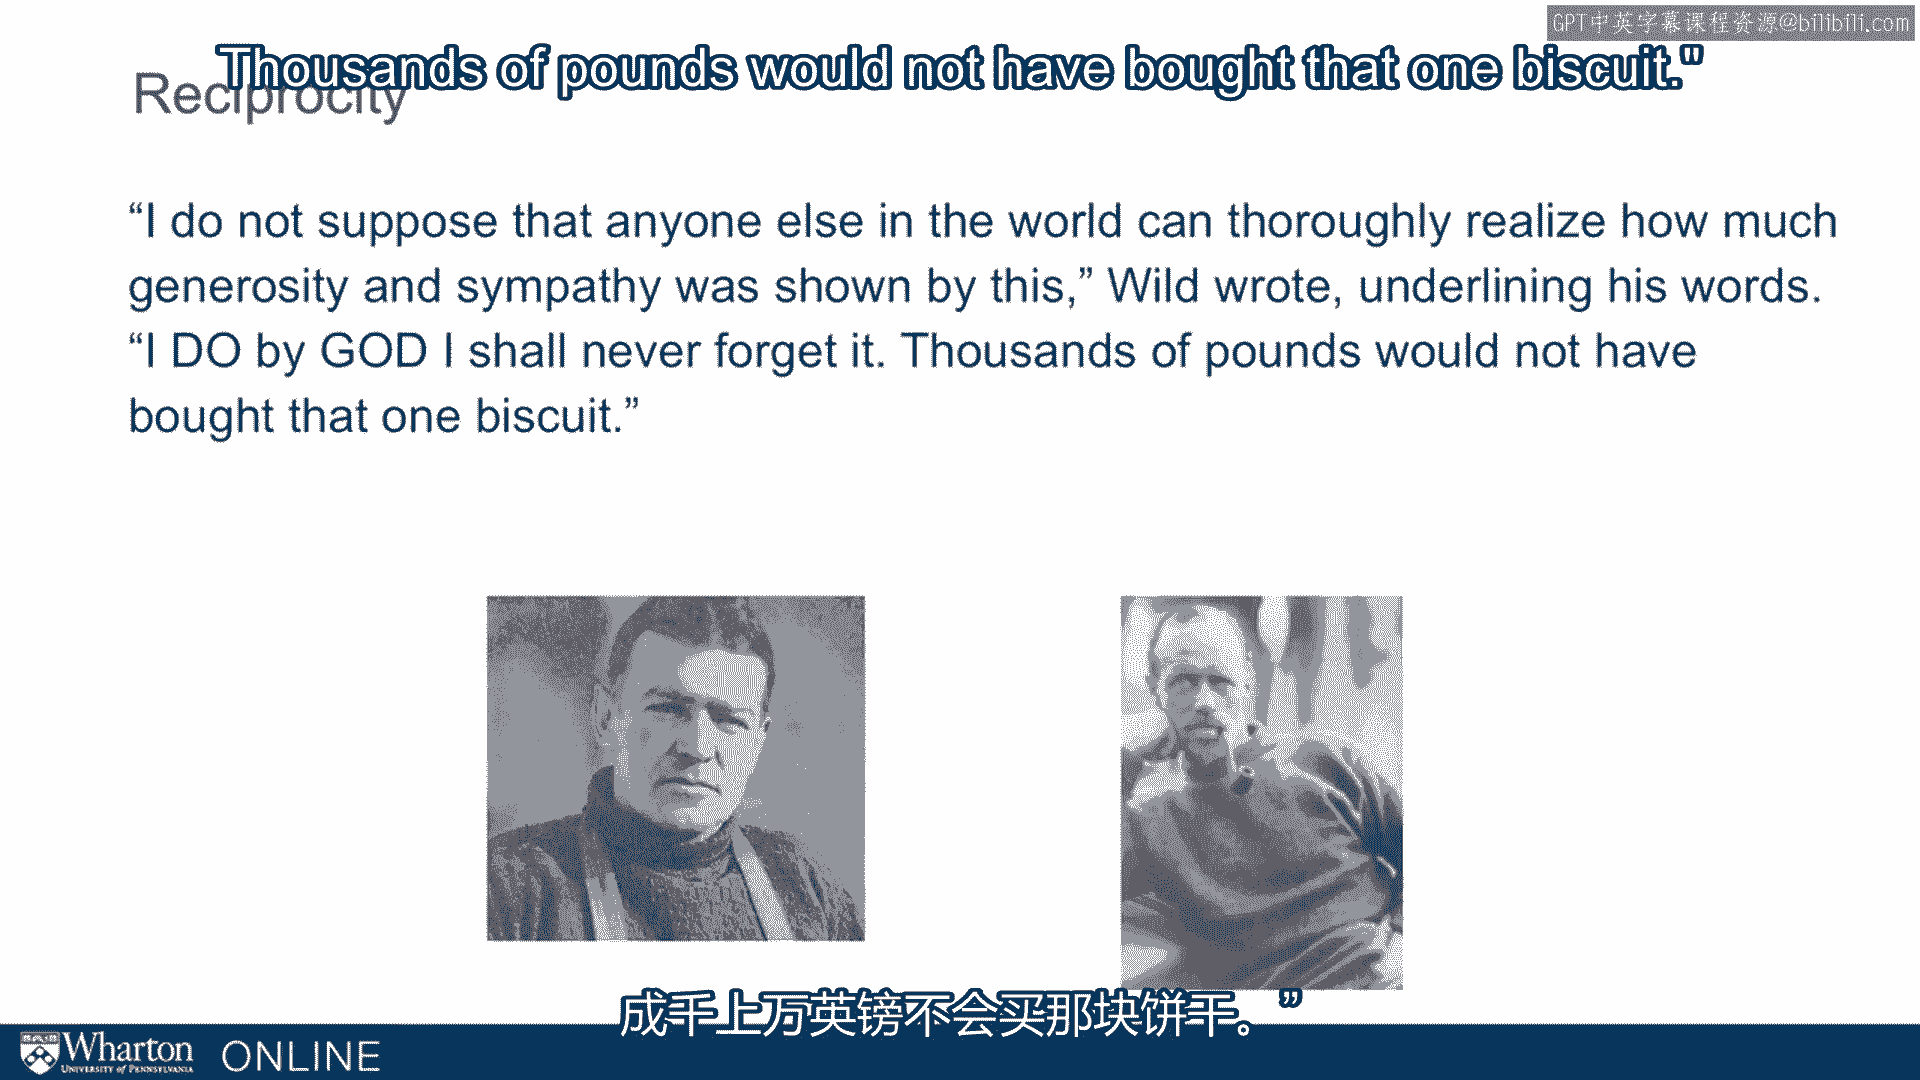 GPT中英字幕课程资源@bilibili.com
Thousands of pounds would not have bought that one biscuit."
Reciprocity
“I do not suppose that anyone else in the world can thoroughly realize how much
generosity and sympathy was shown by this,” Wild wrote, underlining his words.
“I DO by GOD I shall never forget it. Thousands of pounds would not have
bought that one biscuit.”
成千上万英镑不会买那块饼干。”
Wharton
UNIVERSITY of PENNSYLVANIA
ONLINE